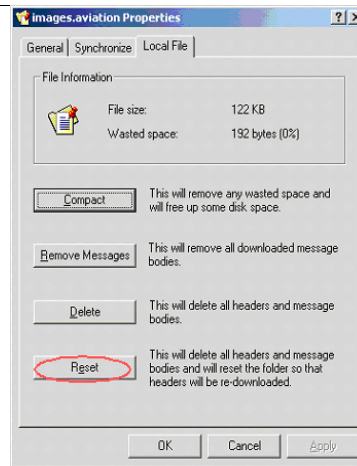 images.aviation Properties
General Synchronize Local File
File Information
File size: 122 KB
Wasted space: 192 bytes (0%)
Compact
This will remove any wasted space and
will free up some disk space.
Remove Messages
This will remove all downloaded message
bodies.
Delete
This will delete all headers and message
bodies.
Reset
This will delete all headers and message
bodies and will reset the folder so that
headers will be re-downloaded.
OK Cancel Apply